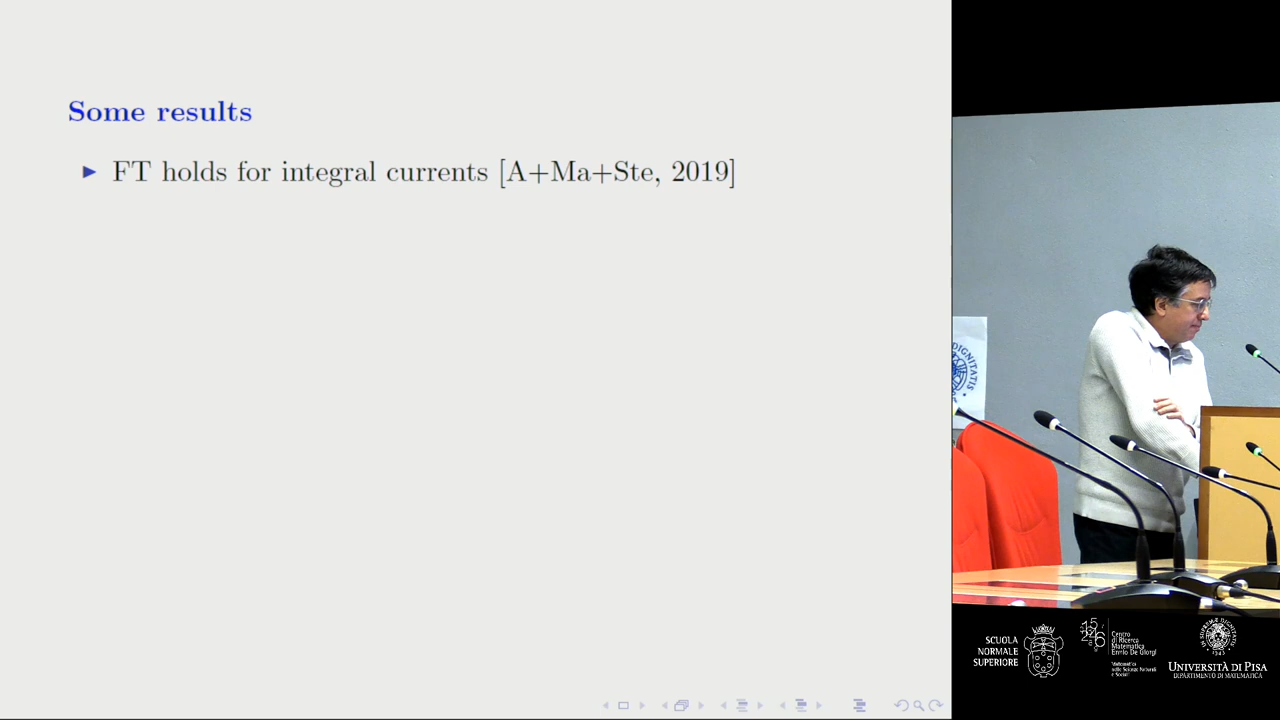 Some results
FT holds for integral currents [A+Ma+Ste, 2019]
DIGNITATIS
SCUOLA
NORMALE
SUPERIORE
Centro
di Ricerca
Matematica
Ennio De Giorgi
UNIVERSITÀ DI PISA
DIPARTIMENTO DI MATEMATICA